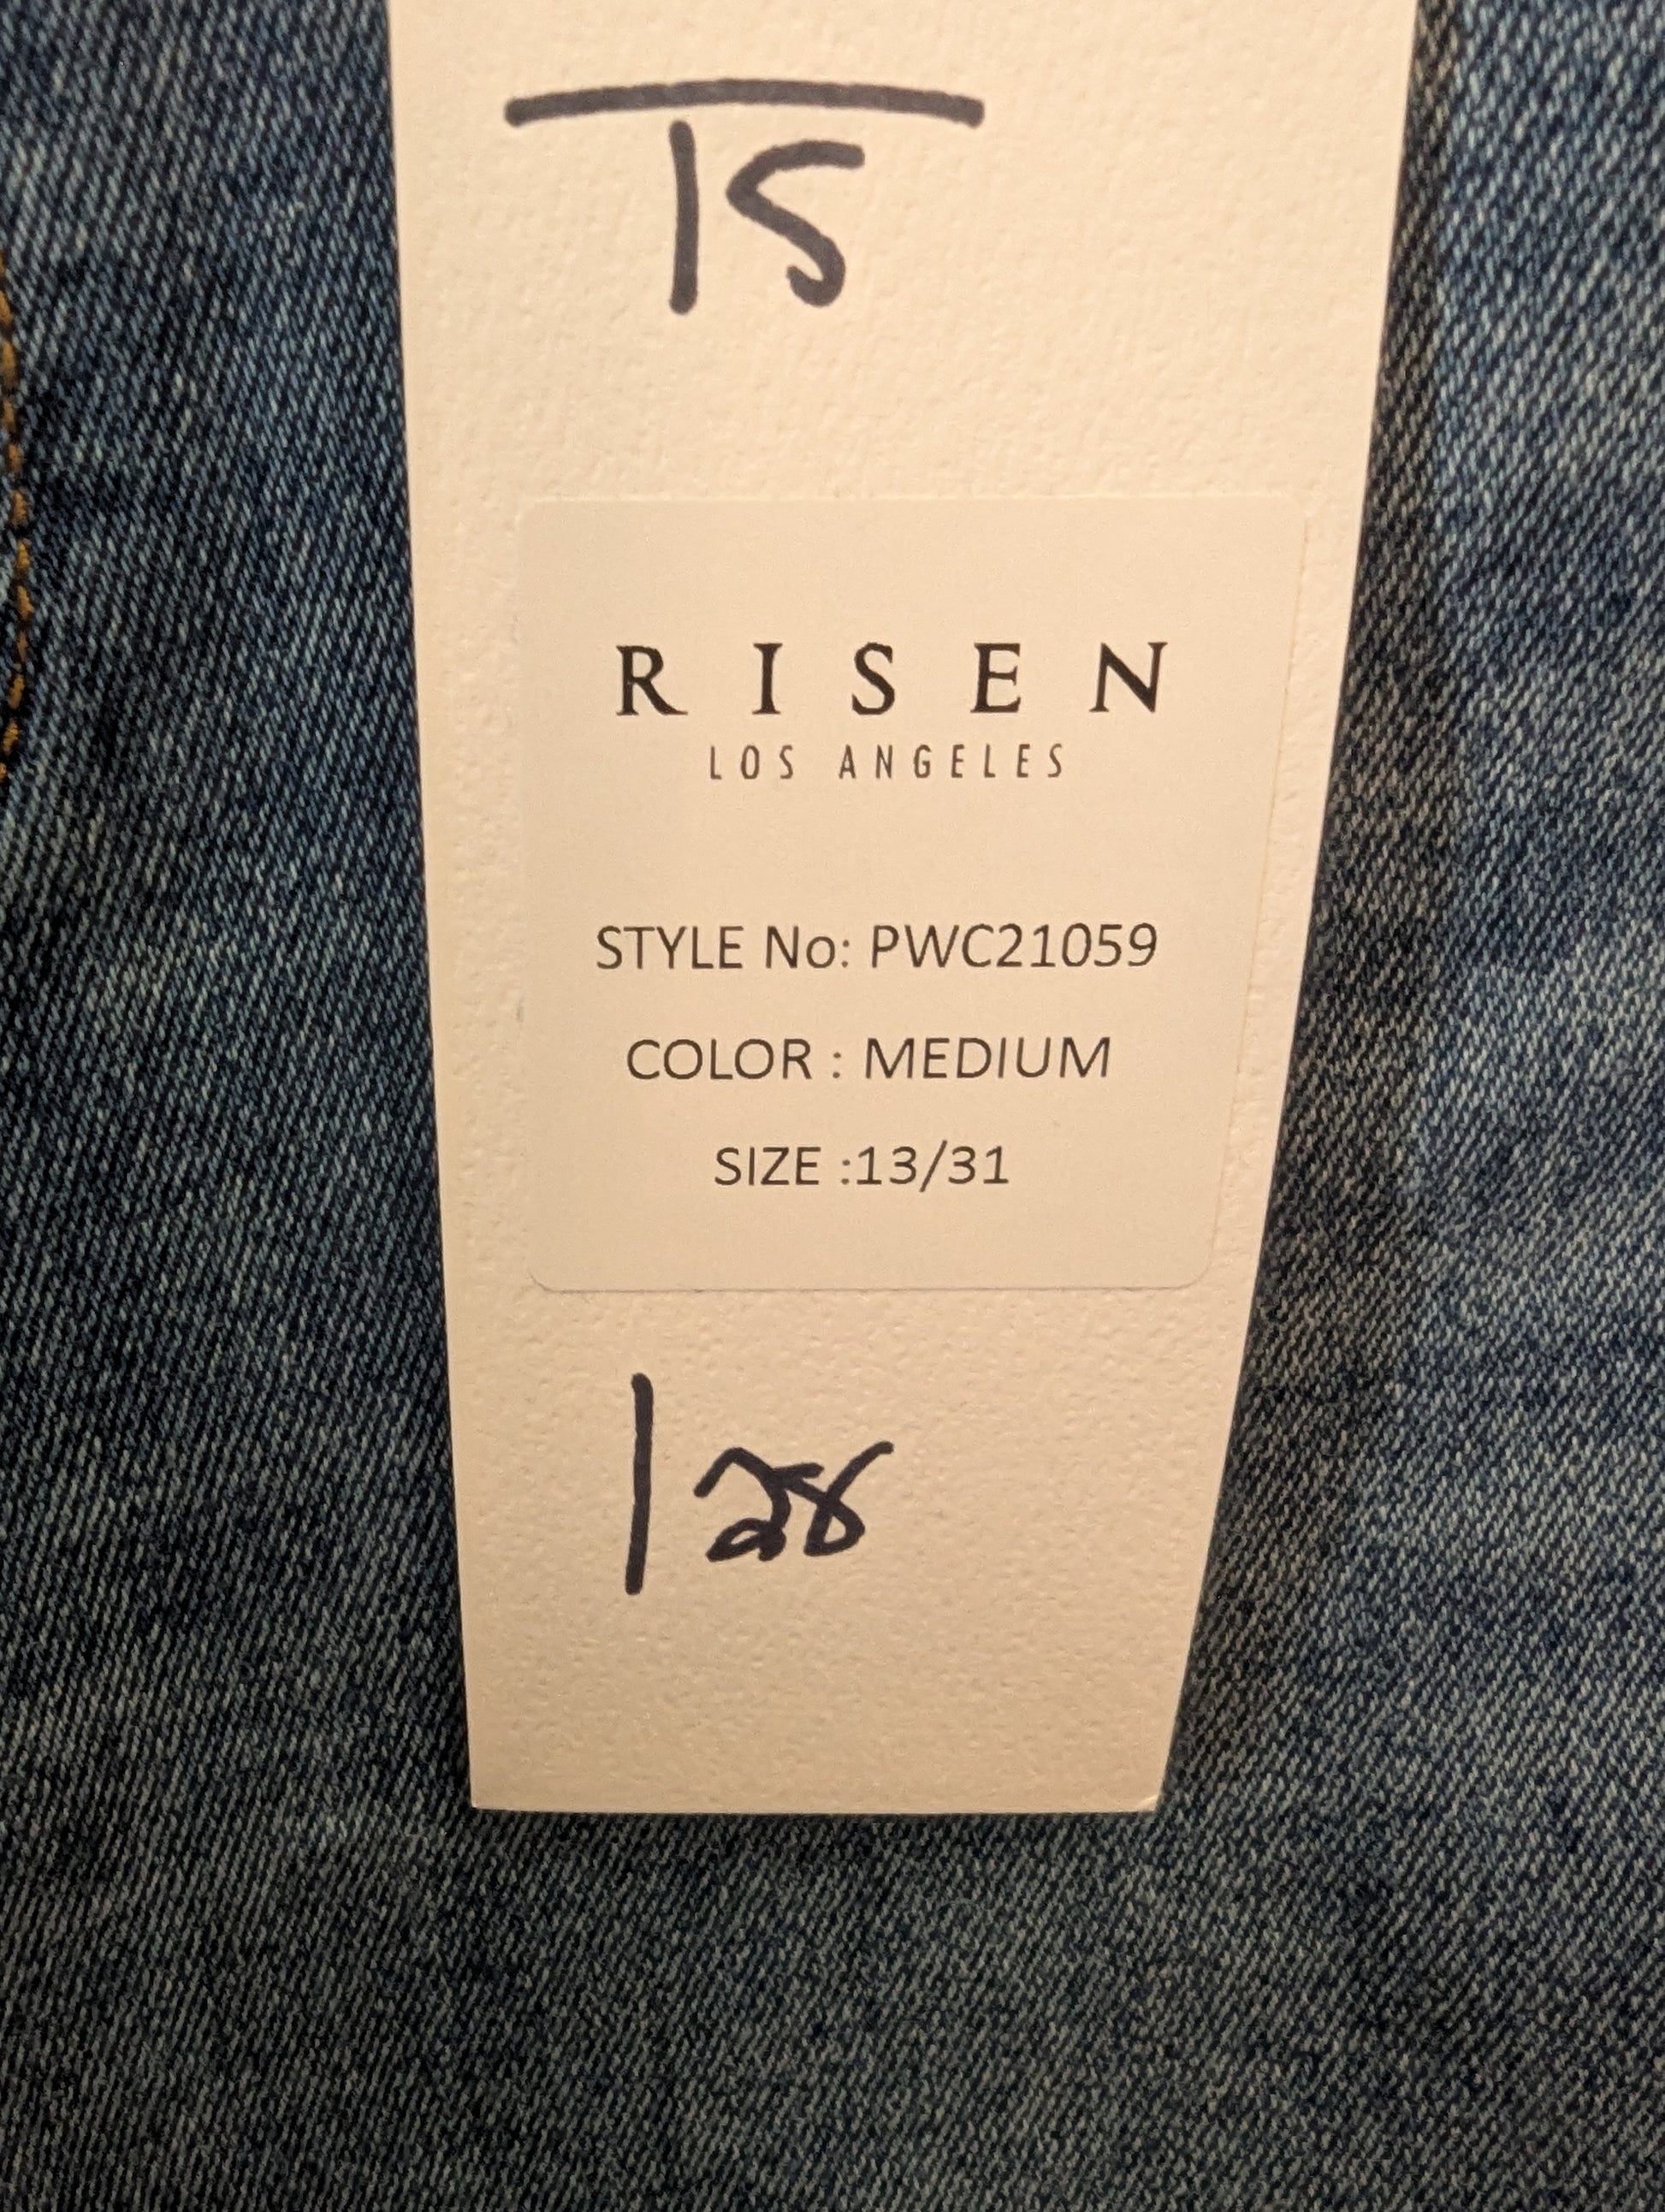 15
RISEN
LOS ANGELES
STYLE No: PWC21059
COLOR : MEDIUM
SIZE :13/31
128